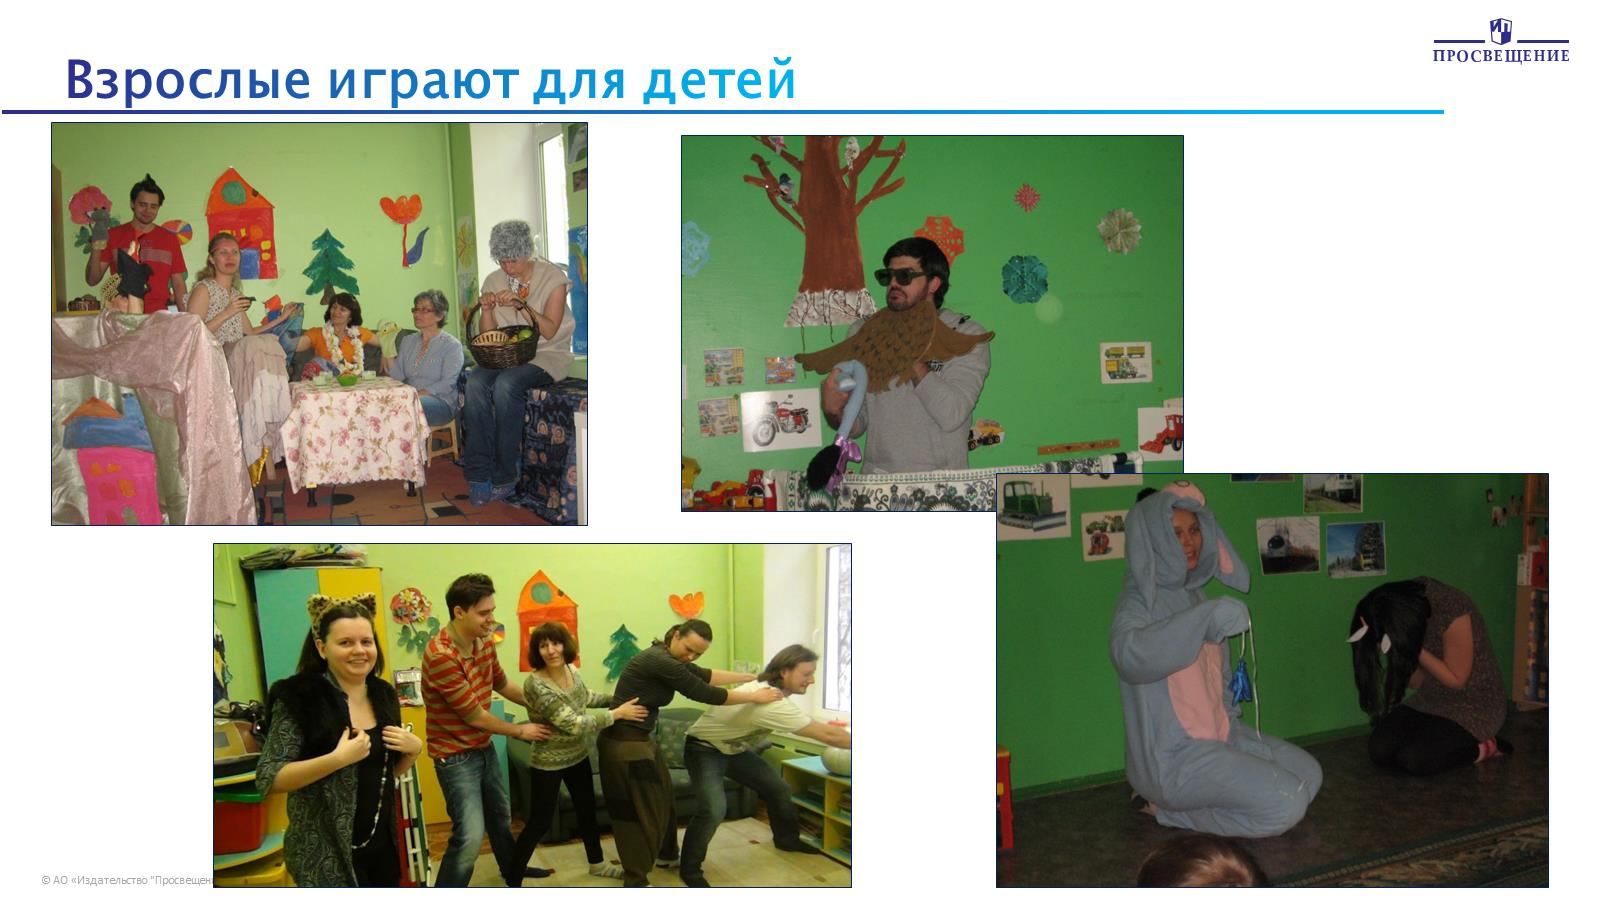 ПРОСВЕЩЕНИЕ
Взрослые играют для детей
© АО «Издательство "Просвещен